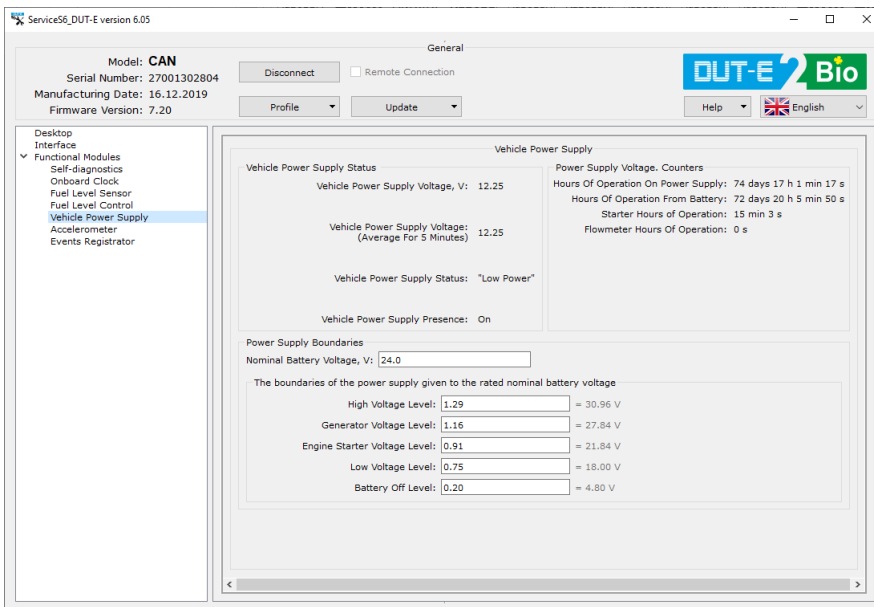 ServiceS6_DUT-E version 6.05
General
Model: CAN
Serial Number: 27001302804
Manufacturing Date: 16.12.2019
Firmware Version: 7.20
Disconnect
Remote Connection
Profile
Update
DUT-E 2 Bio
Help
English
Desktop
Interface
Functional Modules
Self-diagnostics
Onboard Clock
Fuel Level Sensor
Fuel Level Control
Vehicle Power Supply
Accelerometer
Events Registrator
Vehicle Power Supply
Vehicle Power Supply Status
Vehicle Power Supply Voltage, V: 12.25
Vehicle Power Supply Voltage:
(Average For 5 Minutes) 12.25
Vehicle Power Supply Status: "Low Power"
Vehicle Power Supply Presence: On
Power Supply Voltage. Counters
Hours Of Operation On Power Supply: 74 days 17 h 1 min 17 s
Hours Of Operation From Battery: 72 days 20 h 5 min 50 s
Starter Hours of Operation: 15 min 3 s
Flowmeter Hours Of Operation: 0 s
Power Supply Boundaries
Nominal Battery Voltage, V: 24.0
The boundaries of the power supply given to the rated nominal battery voltage
High Voltage Level: 1.29 = 30.96 V
Generator Voltage Level: 1.16 = 27.84 V
Engine Starter Voltage Level: 0.91 = 21.84 V
Low Voltage Level: 0.75 = 18.00 V
Battery Off Level: 0.20 = 4.80 V